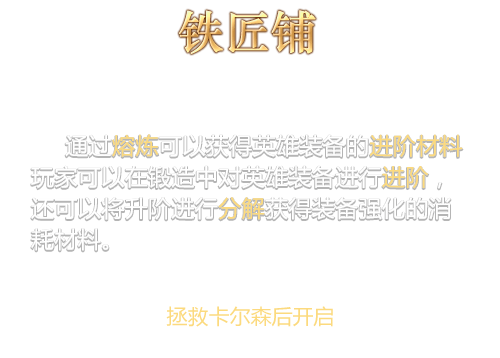 铁匠铺
通过熔炼可以获得英雄装备的进阶材料
玩家可以在锻造中对英雄装备进行进阶，
还可以将升阶进行分解获得装备强化的消
耗材料。
拯救卡尔森后开启